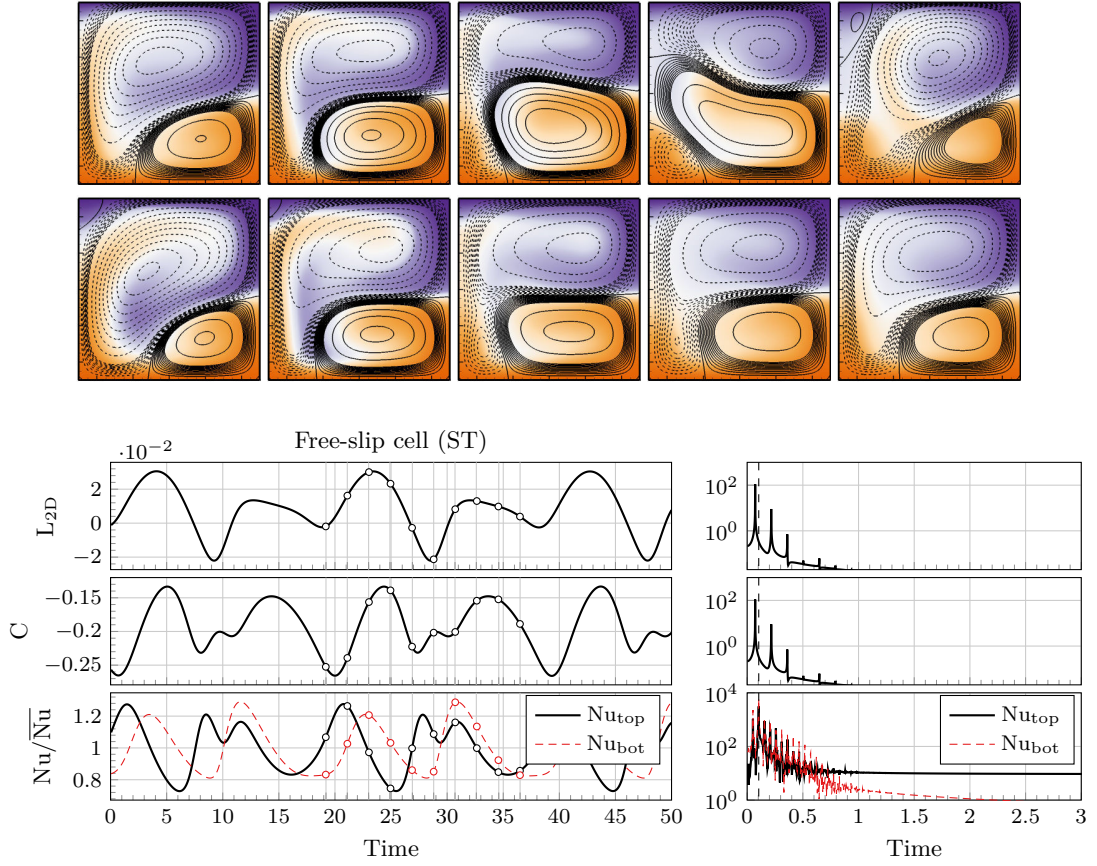 Free-slip cell (ST)
·10⁻²
L2D
2
0
−2
10²
10⁰
C
−0.15
−0.2
−0.25
10²
10⁰
Nu/N̅u̅
1.2
1
0.8
Nutop
Nubot
10⁴
10²
10⁰
Nutop
Nubot
0 5 10 15 20 25 30 35 40 45 50
0 0.5 1 1.5 2 2.5 3
Time
Time